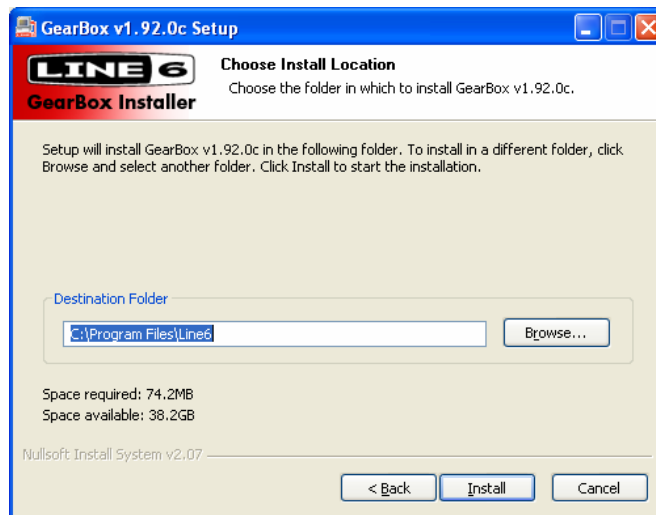 GearBox v1.92.0c Setup
LINE 6
GearBox Installer
Choose Install Location
Choose the folder in which to install GearBox v1.92.0c.
Setup will install GearBox v1.92.0c in the following folder. To install in a different folder, click
Browse and select another folder. Click Install to start the installation.
Destination Folder
C:\Program Files\Line6
Browse...
Space required: 74.2MB
Space available: 38.2GB
Nullsoft Install System v2.07
< Back
Install
Cancel